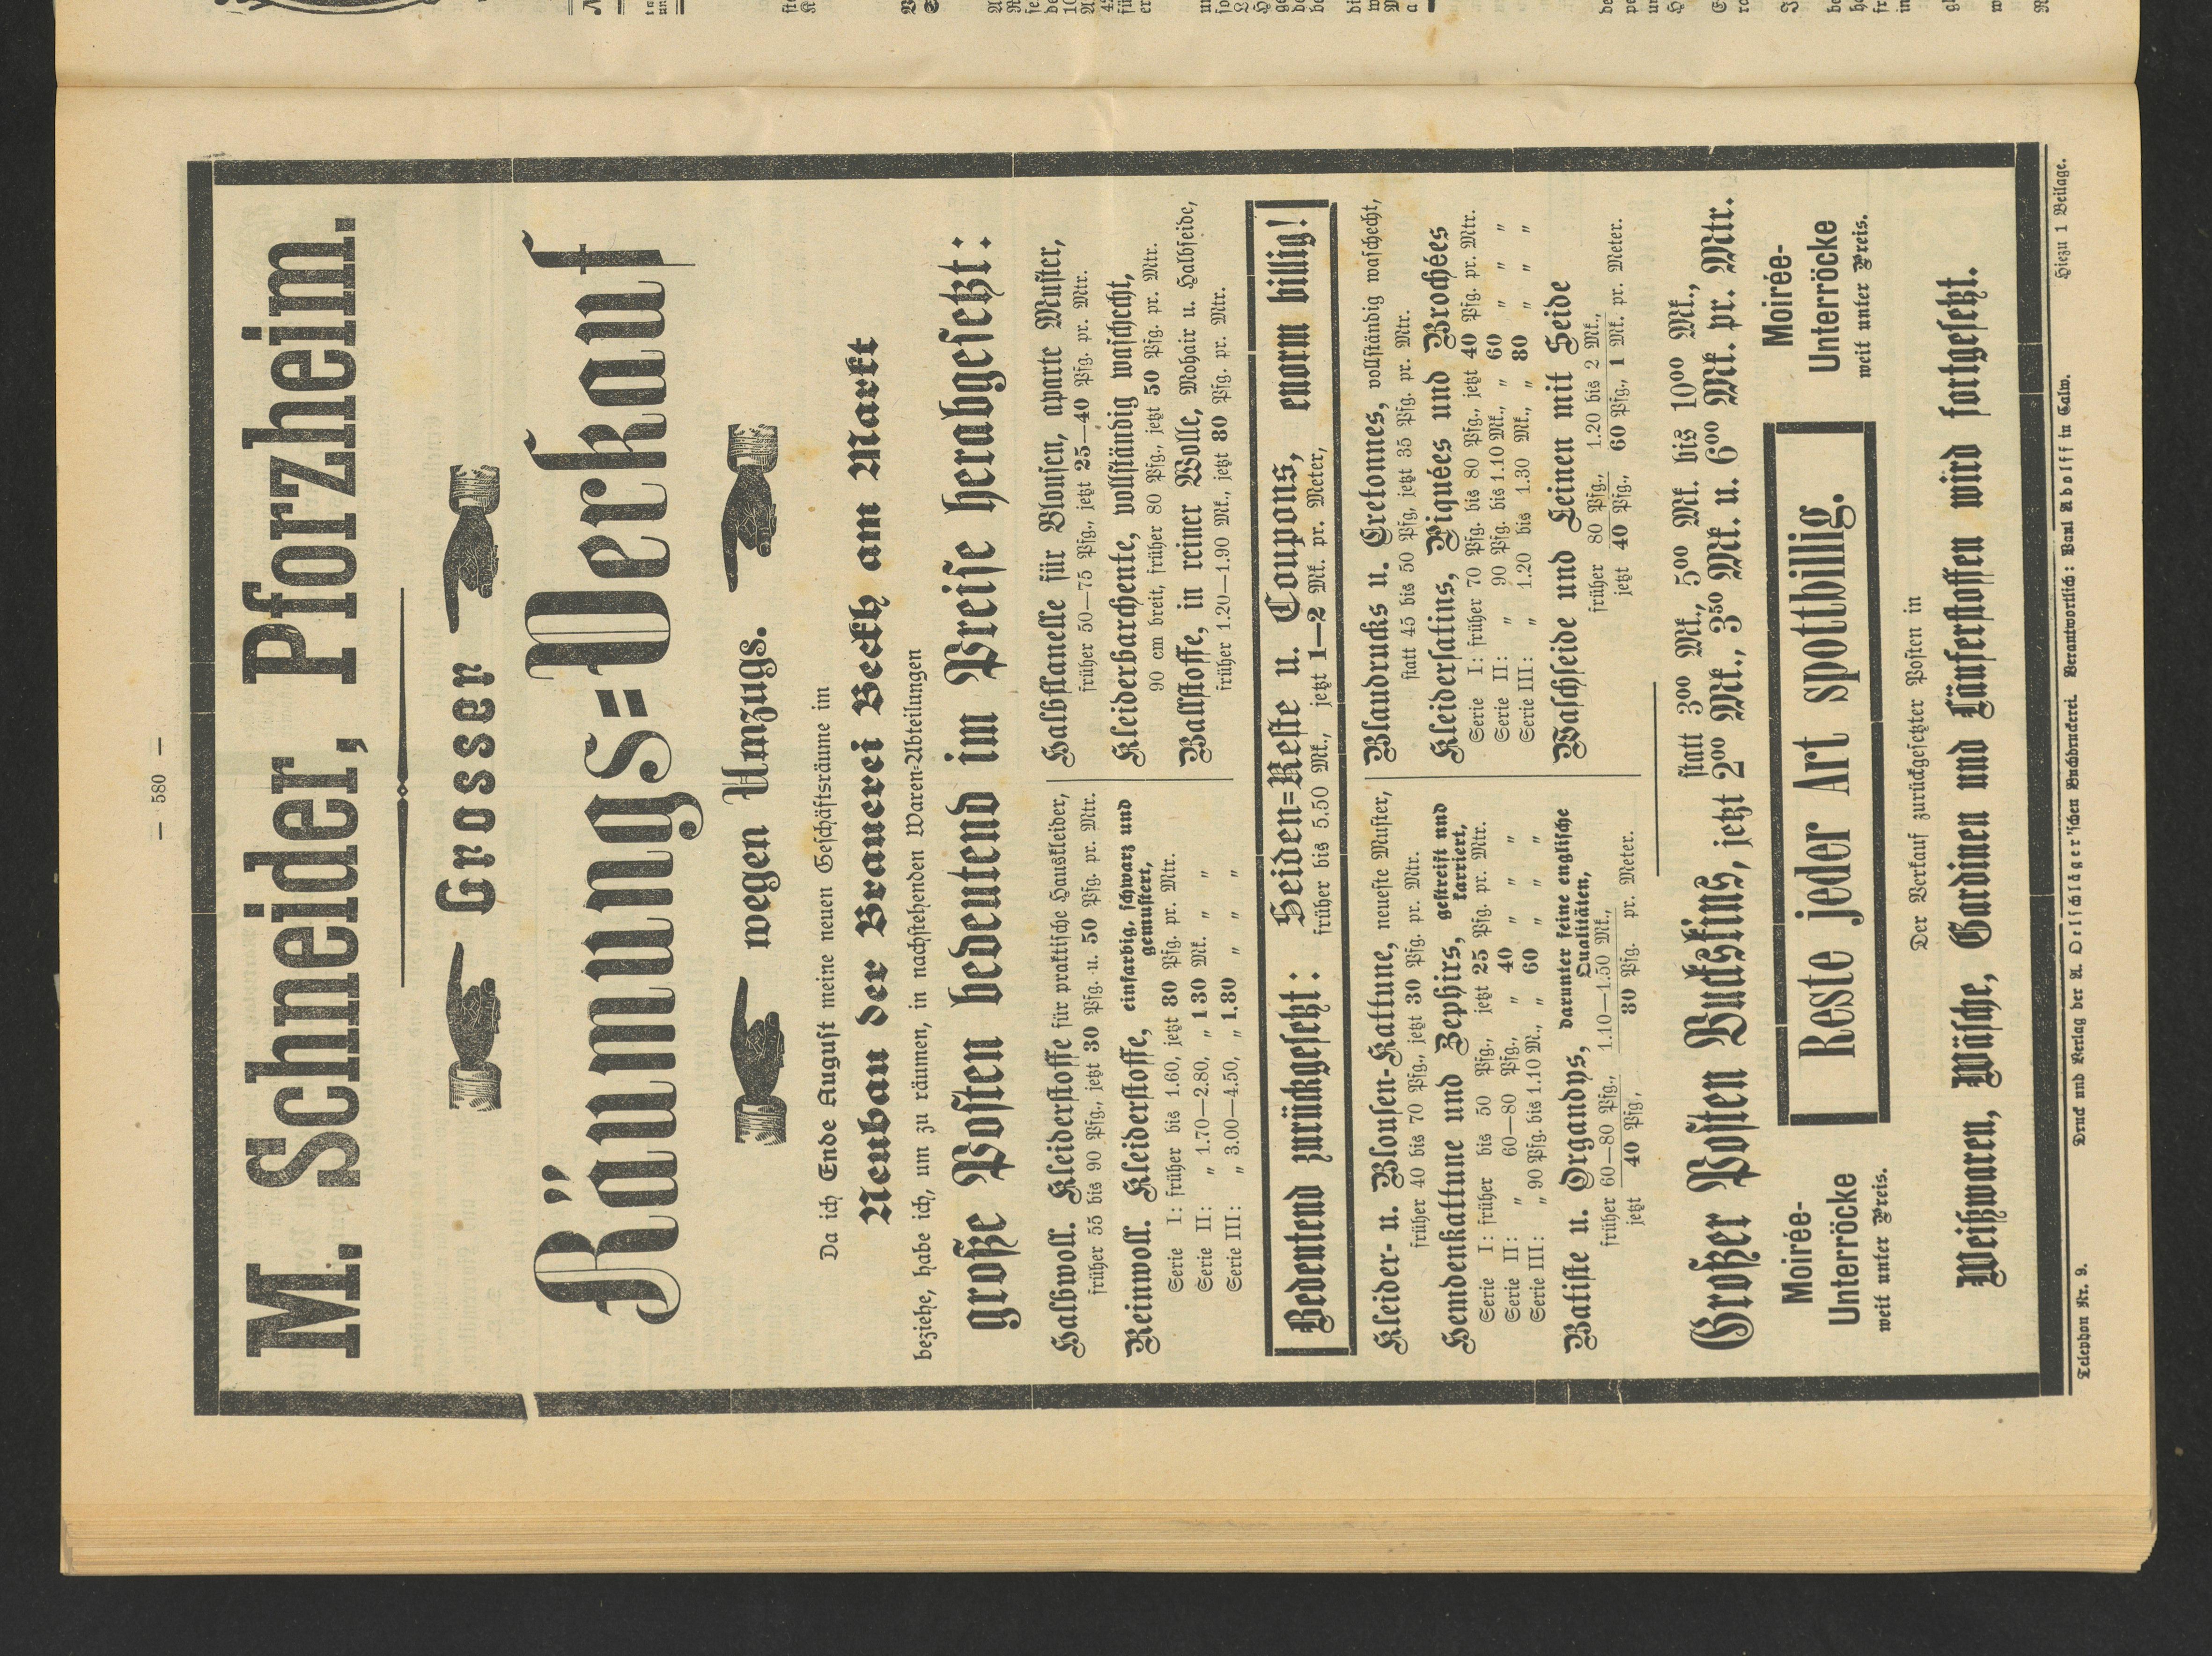 — 580 —
M. Schneider, Pforzheim.
Grosser
Räumungs=Verkauf
wegen Umzugs.
Da ich Ende August meine neuen Geschäftsräume im
Neubau der Brauerei Beckh am Markt
beziehe, habe ich, um zu räumen, in nachstehenden Waren-Abteilungen
große Posten bedeutend im Preise herabgesetzt:
Halbwoll. Kleiderstoffe für praktische Hauskleider,
früher 55 bis 90 Pfg., jetzt 30 Pfg. u. 50 Pfg. pr. Mtr.
Reinwoll. Kleiderstoffe, einfarbig, schwarz und
gemustert,
Serie I: früher bis 1.60, jetzt 80 Pfg. pr. Mtr.
Serie II: „ 1.70—2.80, „ 1 30 Mk. „ „
Serie III: „ 3.00—4.50, „ 1.80 „ „ „
Halbflanelle für Blousen, aparte Muster,
früher 50—75 Pfg., jetzt 25—40 Pfg. pr. Mtr.
Kleiderbarchente, vollständig waschecht,
90 cm breit, früher 80 Pfg., jetzt 50 Pfg. pr. Mtr.
Ballstoffe, in reiner Wolle, Mohair u. Halbseide,
früher 1.20—1.90 Mk., jetzt 80 Pfg. pr. Mtr.
Bedeutend zurückgesetzt: Seiden=Reste u. Coupons, enorm billig!
früher bis 5.50 Mk., jetzt 1—2 Mk. pr. Meter,
Kleider- u. Blousen-Kattune, neueste Muster,
früher 40 bis 70 Pfg., jetzt 30 Pfg. pr. Mtr.
Hemdenkattune und Zephirs, gestreift und
karriert,
Serie I: früher bis 50 Pfg., jetzt 25 Pfg. pr. Mtr.
Serie II: „ 60—80 Pfg., „ 40 „ „ „
Serie III: „ 90 Pfg. bis 1.10 M., „ 60 „ „ „
Batiste u. Organdys, darunter feine englische
Qualitäten,
früher 60—80 Pfg., 1.10—1.50 Mk.,
jetzt 40 Pfg., 80 Pfg. pr. Meter.
Blaudrucks u. Cretonnes, vollständig waschecht,
statt 45 bis 50 Pfg, jetzt 35 Pfg. pr. Mtr.
Kleidersatins, Piqués und Brochées
Serie I: früher 70 Pfg. bis 80 Pfg., jetzt 40 Pfg. pr. Mtr.
Serie II: „ 90 Pfg. bis 1.10 Mk., „ 60 „ „ „
Serie III: „ 1.20 bis 1.30 Mk., „ 80 „ „ „
Waschseide und Leinen mit Seide
früher 80 Pfg., 1.20 bis 2 Mk.,
jetzt 40 Pfg., 60 Pfg., 1 Mk. pr. Meter.
Großer Posten Buckskins, statt 3⁰⁰ Mk., 5⁰⁰ Mk. bis 10⁰⁰ Mk.,
jetzt 2⁰⁰ Mk., 3⁵⁰ Mk. u. 6⁰⁰ Mk. pr. Mtr.
Moirée-
Unterröcke
weit unter Preis.
Reste jeder Art spottbillig.
Moirée-
Unterröcke
weit unter Preis.
Der Verkauf zurückgesetzter Posten in
Weißwaren, Wäsche, Gardinen und Läuferstoffen wird fortgesetzt.
Telephon Nr. 9. Druck und Verlag der A. Oelschläger'schen Buchdruckerei. Verantwortlich: Paul Adolff in Calw. Hiezu 1 Beilage.